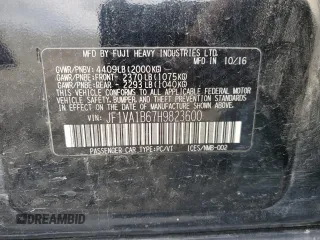 MFD BY FUJI HEAVY INDUSTRIES LTD.
10/16
GVWR/PNBV: 4409LB(2000KG)
GAWR/PNBE:FRONT- 2370LB(1075KG)
GAWR/PNBE:REAR - 2293LB(1040KG)
THIS VEHICLE CONFORMS TO ALL APPLICABLE
FEDERAL MOTOR VEHICLE SAFETY, BUMPER, AND
THEFT PREVENTION STANDARDS IN EFFECT ON THE
DATE OF MANUFACTURE SHOWN ABOVE.
VIN: JF1VA1B67H9823600
PASSENGER CAR TYPE:PC/VT ICES/NMB-002
DREAMBID